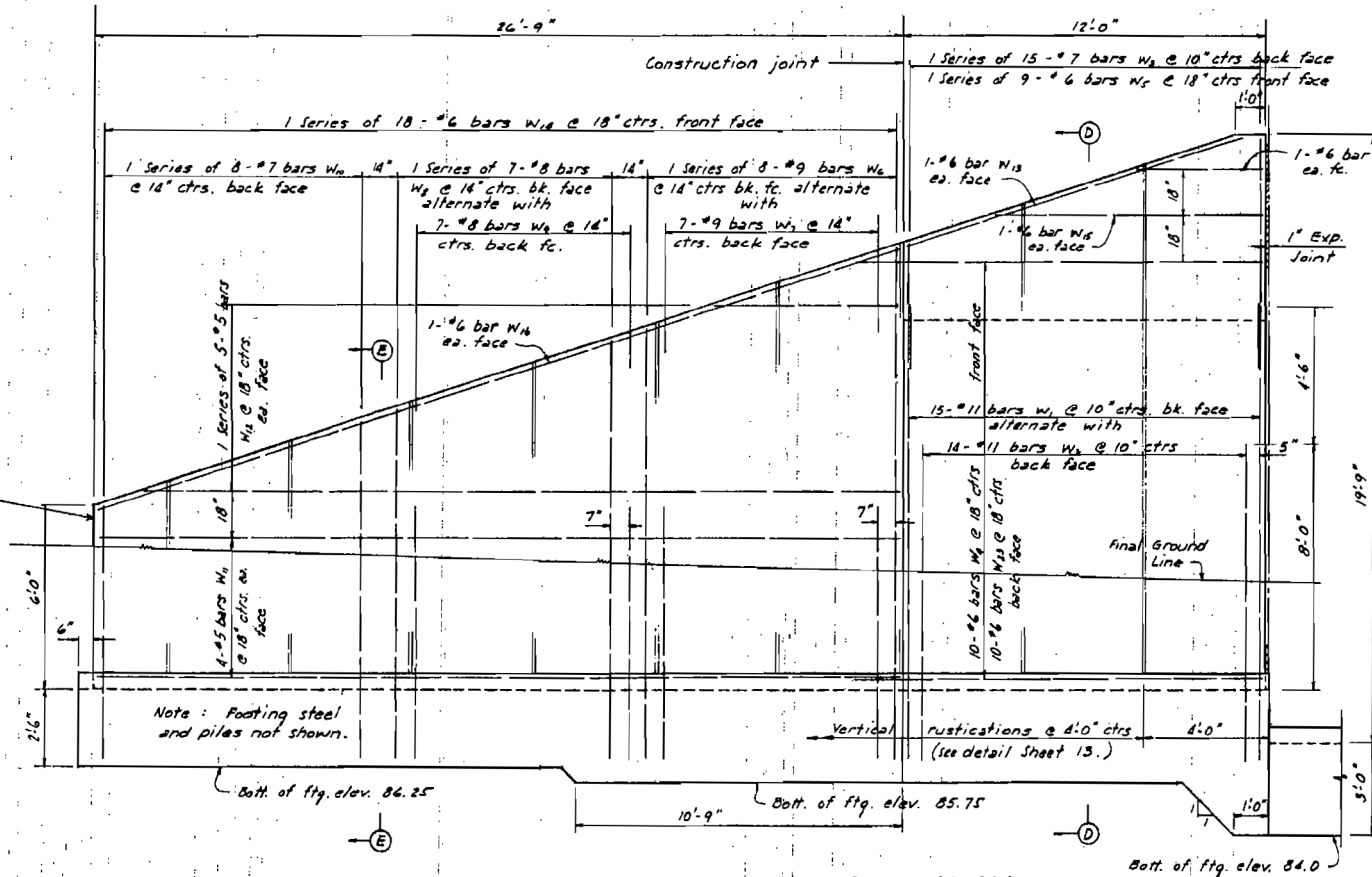 26'-9"
12'-0"
Construction joint
1 Series of 15-#7 bars W3 @ 10" ctrs back face
1 Series of 9-#6 bars W5 @ 18" ctrs front face
1'-0"
1 Series of 18-#6 bars W14 @ 18" ctrs. front face
D
1 Series of 8-#7 bars W10
@ 14" ctrs. back face
14"
1 Series of 7-#8 bars
W8 @ 14" ctrs. bk. face
alternate with
7-#8 bars W9 @ 14"
ctrs. back fc.
14"
1 Series of 8-#9 bars W6
@ 14" ctrs bk. fc. alternate
with
7-#9 bars W7 @ 14"
ctrs. back face
1-#6 bar W13
ea. face
1-#6 bar
ea. fc.
18"
1-#6 bar W15
ea. face
18"
1" Exp.
Joint
1 Series of 5-#5 bars
W12 @ 18" ctrs.
ea. face
1-#6 bar W16
ea. face
E
front face
4'-6"
15-#11 bars W1 @ 10" ctrs. bk. face
alternate with
14-#11 bars W2 @ 10" ctrs
back face
5"
19'-9"
18"
7"
7"
8'-0"
Final Ground
Line
6'-0"
4-#5 bars W11
@ 18" ctrs. ea.
face
10-#6 bars W4 @ 18" ctrs
10-#6 bars W23 @ 18" ctrs
back face
6"
2'-6"
Note : Footing steel
and piles not shown.
Vertical rustications @ 4'-0" ctrs
(see detail Sheet 13.)
4'-0"
Bott. of ftg. elev. 86.25
Bott. of ftg. elev. 85.75
10'-9"
1
1
1'-0"
3'-0"
E
D
Bott. of ftg. elev. 84.0